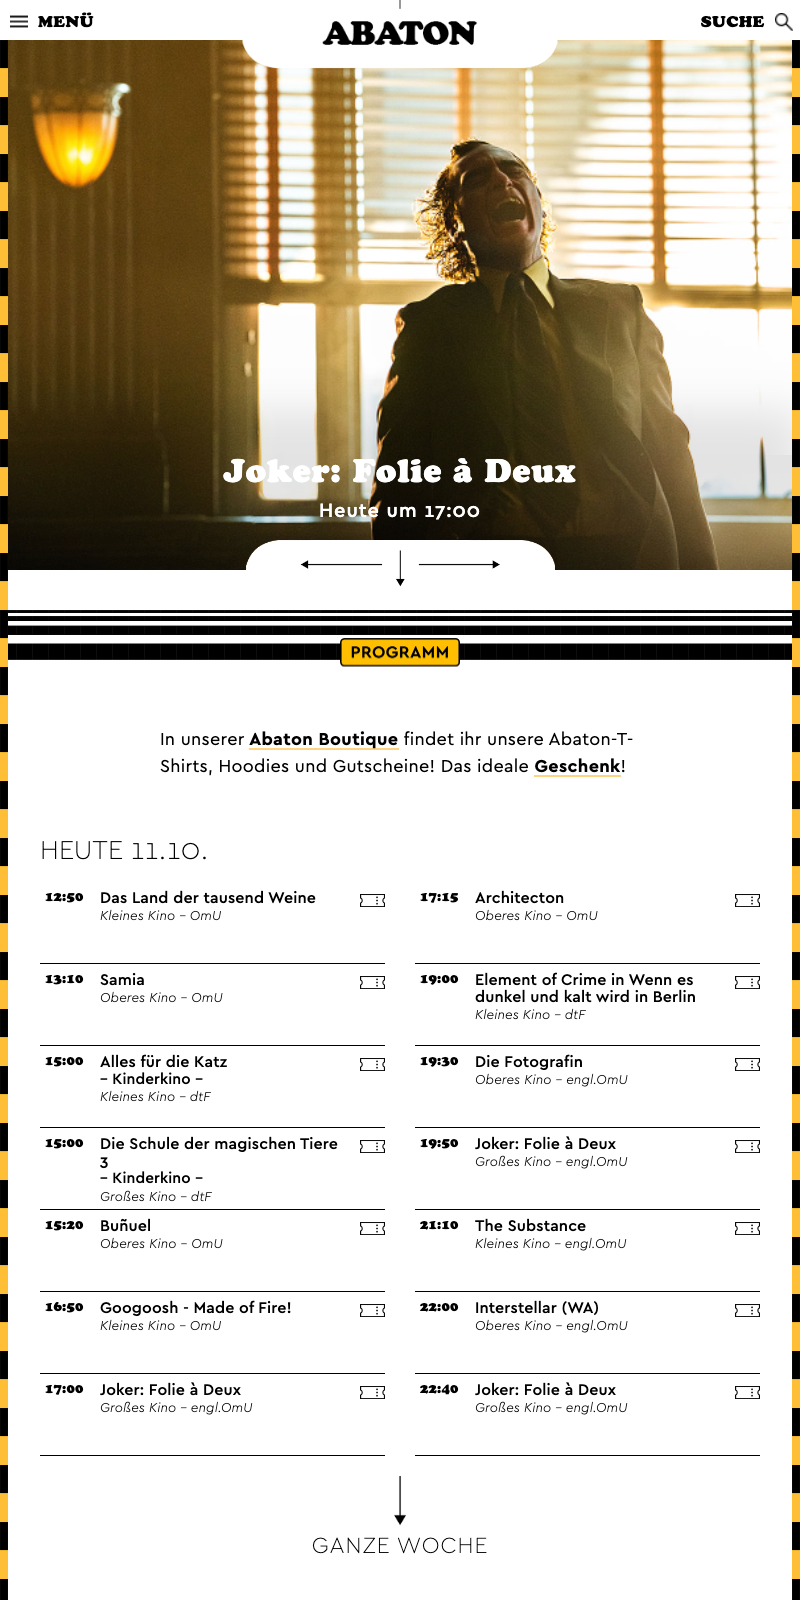 MENÜ
ABATON
SUCHE
Joker: Folie à Deux
Heute um 17:00
PROGRAMM
In unserer Abaton Boutique findet ihr unsere Abaton-T-
Shirts, Hoodies und Gutscheine! Das ideale Geschenk!
HEUTE 11.10.
12:50 Das Land der tausend Weine
Kleines Kino – OmU
13:10 Samia
Oberes Kino – OmU
15:00 Alles für die Katz
– Kinderkino –
Kleines Kino – dtF
15:00 Die Schule der magischen Tiere
3
– Kinderkino –
Großes Kino – dtF
15:20 Buñuel
Oberes Kino – OmU
16:50 Googoosh - Made of Fire!
Kleines Kino – OmU
17:00 Joker: Folie à Deux
Großes Kino – engl.OmU
17:15 Architecton
Oberes Kino – OmU
19:00 Element of Crime in Wenn es
dunkel und kalt wird in Berlin
Kleines Kino – dtF
19:30 Die Fotografin
Oberes Kino – engl.OmU
19:50 Joker: Folie à Deux
Großes Kino – engl.OmU
21:10 The Substance
Kleines Kino – engl.OmU
22:00 Interstellar (WA)
Oberes Kino – engl.OmU
22:40 Joker: Folie à Deux
Großes Kino – engl.OmU
GANZE WOCHE